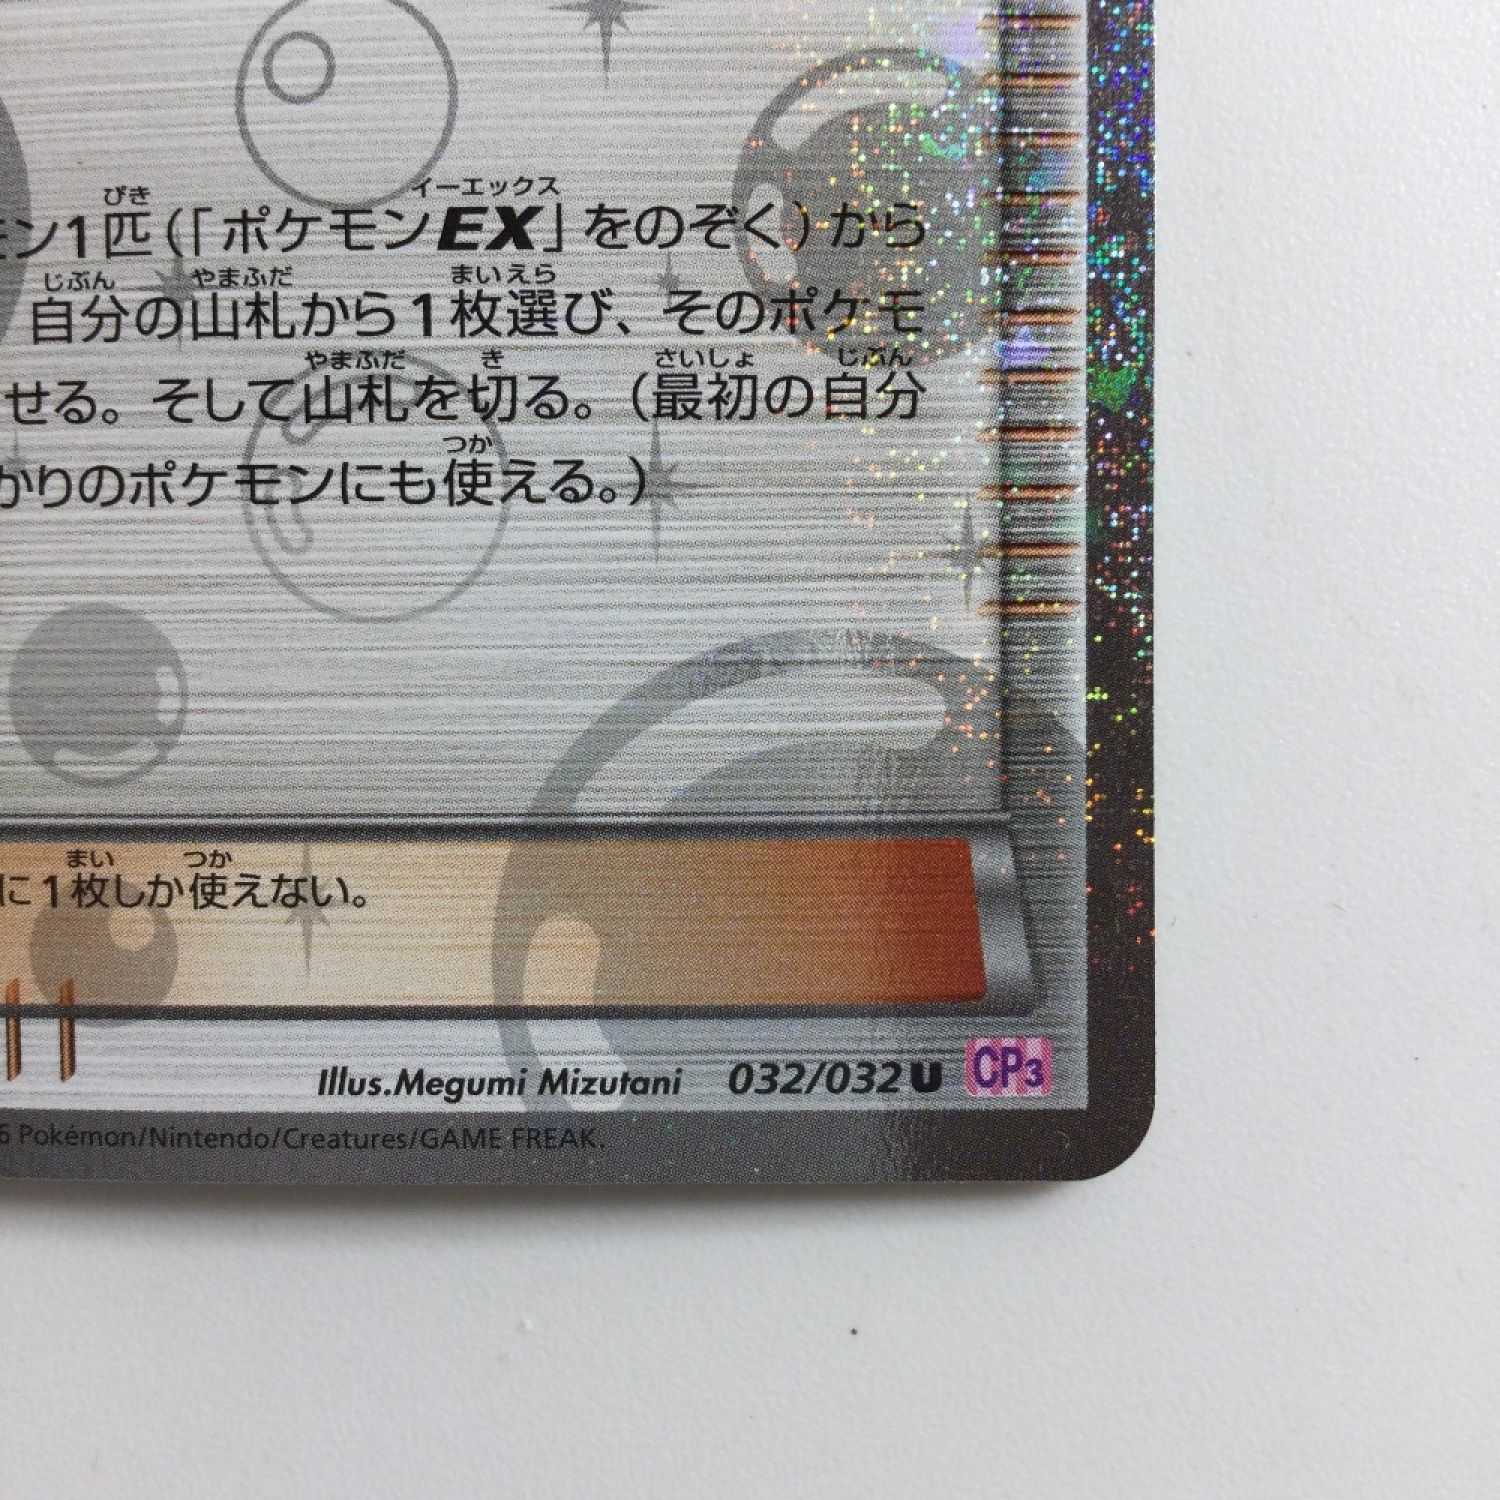 ン1匹(「ポケモンEX」をのぞく)から
自分の山札から1枚選び、そのポケモ
せる。そして山札を切る。(最初の自分
かりのポケモンにも使える。)
に1枚しか使えない。
Illus.Megumi Mizutani 032/032 U CP3
6 Pokémon/Nintendo/Creatures/GAME FREAK.